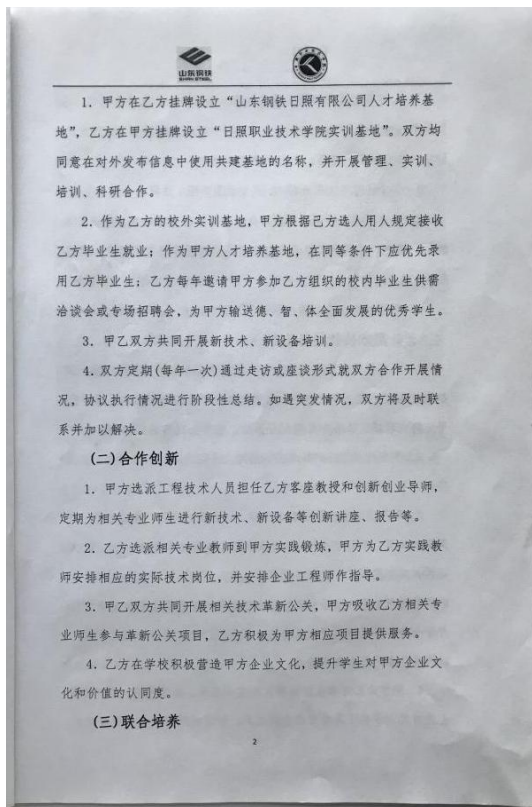 山东钢铁
1. 甲方在乙方挂牌设立“山东钢铁日照有限公司人才培养基
地”,乙方在甲方挂牌设立“日照职业技术学院实训基地”。双方均
同意在对外发布信息中使用共建基地的名称,并开展管理、实训、
培训、科研合作。
2. 作为乙方的校外实训基地,甲方根据己方选人用人规定接收
乙方毕业生就业;作为甲方人才培养基地,在同等条件下应优先录
用乙方毕业生;乙方每年邀请甲方参加乙方组织的校内毕业生供需
洽谈会或专场招聘会,为甲方输送德、智、体全面发展的优秀学生。
3. 甲乙双方共同开展新技术、新设备培训。
4. 双方定期(每年一次)通过走访或座谈形式就双方合作开展情
况,协议执行情况进行阶段性总结。如遇突发情况,双方将及时联
系并加以解决。
(二)合作创新
1. 甲方选派工程技术人员担任乙方客座教授和创新创业导师,
定期为相关专业师生进行新技术、新设备等创新讲座、报告等。
2. 乙方选派相关专业教师到甲方实践锻炼,甲方为乙方实践教
师安排相应的实际技术岗位,并安排企业工程师作指导。
3. 甲乙双方共同开展相关技术革新公关,甲方吸收乙方相关专
业师生参与革新公关项目,乙方积极为甲方相应项目提供服务。
4. 乙方在学校积极营造甲方企业文化,提升学生对甲方企业文
化和价值的认同度。
(三)联合培养
2